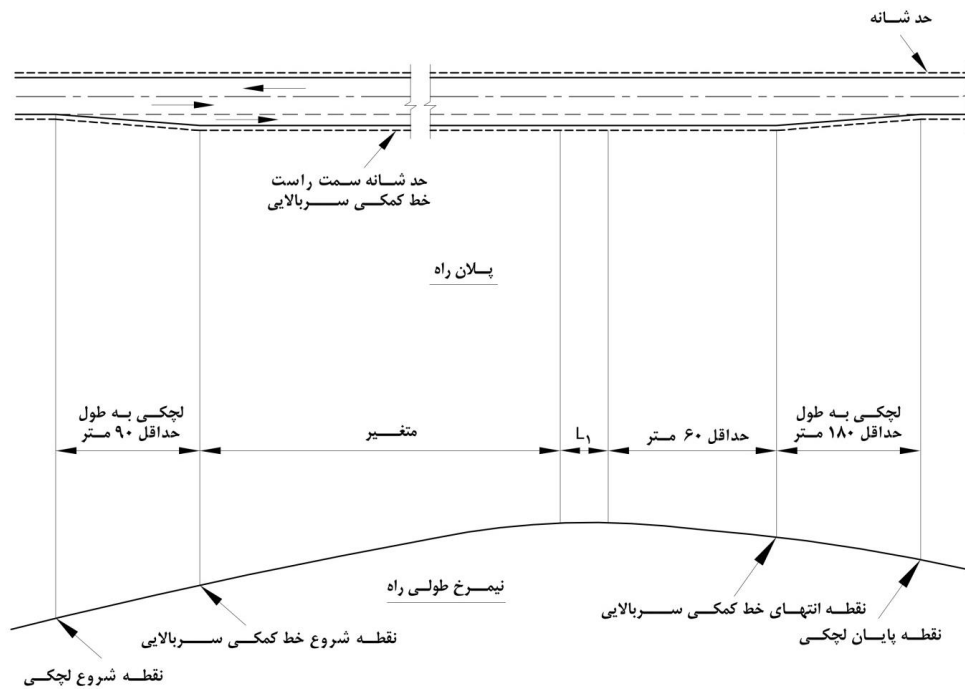 حد شانه
حد شانه سمت راست
خط کمکی سربالایی
پلان راه
لچکی به طول
حداقل ۹۰ متر
متغیر
L₁
حداقل ۶۰ متر
لچکی به طول
حداقل ۱۸۰ متر
نیمرخ طولی راه
نقطه شروع لچکی
نقطه شروع خط کمکی سربالایی
نقطه انتهای خط کمکی سربالایی
نقطه پایان لچکی